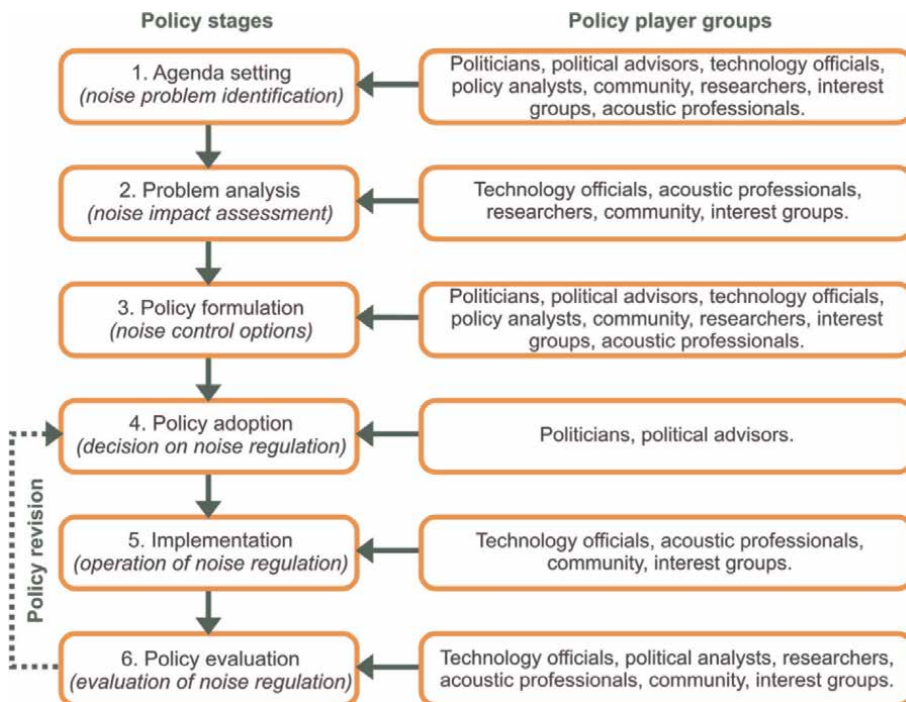 Policy stages
Policy player groups
1. Agenda setting
(noise problem identification)
Politicians, political advisors, technology officials,
policy analysts, community, researchers, interest
groups, acoustic professionals.
2. Problem analysis
(noise impact assessment)
Technology officials, acoustic professionals,
researchers, community, interest groups.
3. Policy formulation
(noise control options)
Politicians, political advisors, technology officials,
policy analysts, community, researchers, interest
groups, acoustic professionals.
4. Policy adoption
(decision on noise regulation)
Politicians, political advisors.
Policy revision
5. Implementation
(operation of noise regulation)
Technology officials, acoustic professionals,
community, interest groups.
6. Policy evaluation
(evaluation of noise regulation)
Technology officials, political analysts, researchers,
acoustic professionals, community, interest groups.